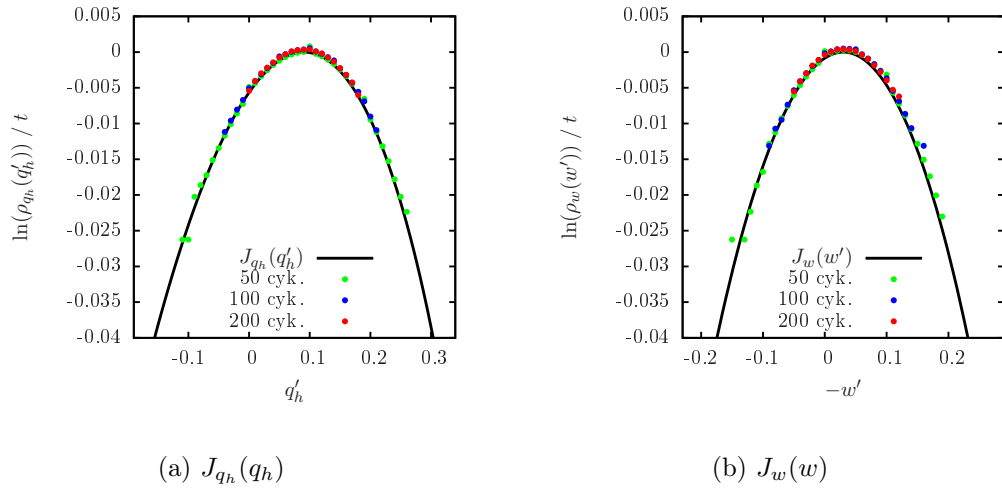 0.005
0
-0.005
-0.01
-0.015
-0.02
-0.025
-0.03
-0.035
-0.04
ln(ρ_{q_h}(q'_h)) / t
J_{q_h}(q'_h)
50 cyk.
100 cyk.
200 cyk.
-0.1 0 0.1 0.2 0.3
q'_h
(a) J_{q_h}(q_h)
0.005
0
-0.005
-0.01
-0.015
-0.02
-0.025
-0.03
-0.035
-0.04
ln(ρ_w(w')) / t
J_w(w')
50 cyk.
100 cyk.
200 cyk.
-0.2 -0.1 0 0.1 0.2
−w'
(b) J_w(w)